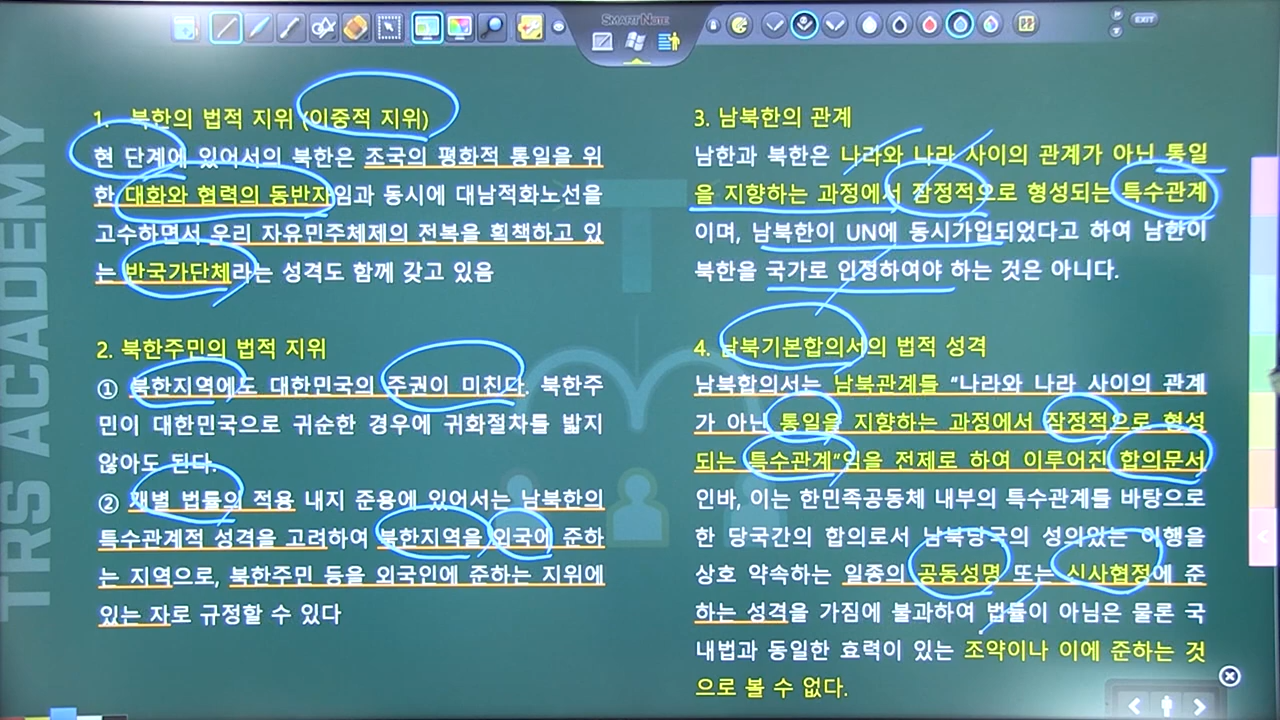 SMART NOTE
EXIT
TRS ACADEMY
1. 북한의 법적 지위 (이중적 지위)
현 단계에 있어서의 북한은 조국의 평화적 통일을 위
한 대화와 협력의 동반자임과 동시에 대남적화노선을
고수하면서 우리 자유민주체제의 전복을 획책하고 있
는 반국가단체라는 성격도 함께 갖고 있음
2. 북한주민의 법적 지위
① 북한지역에도 대한민국의 주권이 미친다. 북한주
민이 대한민국으로 귀순한 경우에 귀화절차를 밟지
않아도 된다.
② 개별 법률의 적용 내지 준용에 있어서는 남북한의
특수관계적 성격을 고려하여 북한지역을 외국에 준하
는 지역으로, 북한주민 등을 외국인에 준하는 지위에
있는 자로 규정할 수 있다
3. 남북한의 관계
남한과 북한은 나라와 나라 사이의 관계가 아닌 통일
을 지향하는 과정에서 잠정적으로 형성되는 특수관계
이며, 남북한이 UN에 동시가입되었다고 하여 남한이
북한을 국가로 인정하여야 하는 것은 아니다.
4. 남북기본합의서의 법적 성격
남북합의서는 남북관계를 “나라와 나라 사이의 관계
가 아닌 통일을 지향하는 과정에서 잠정적으로 형성
되는 특수관계”임을 전제로 하여 이루어진 합의문서
인바, 이는 한민족공동체 내부의 특수관계를 바탕으로
한 당국간의 합의로서 남북당국의 성의있는 이행을
상호 약속하는 일종의 공동성명 또는 신사협정에 준
하는 성격을 가짐에 불과하여 법률이 아님은 물론 국
내법과 동일한 효력이 있는 조약이나 이에 준하는 것
으로 볼 수 없다.